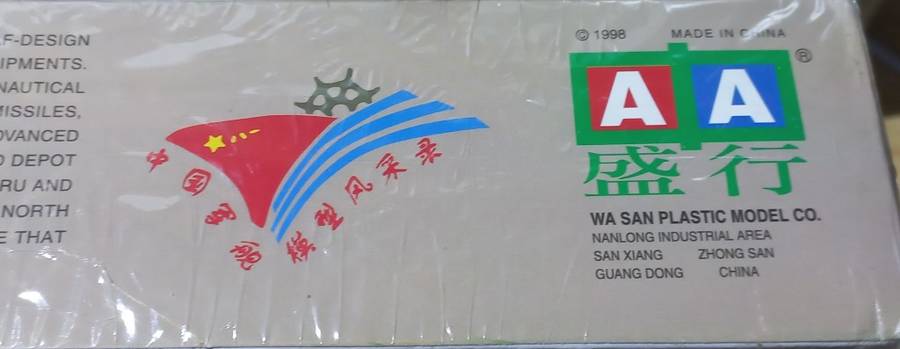 F-DESIGN
IPMENTS.
NAUTICAL
MISSILES,
DVANCED
DEPOT
RU AND
NORTH
E THAT
中国军舰模型风采录
© 1998 MADE IN CHINA
AA®
盛行
WA SAN PLASTIC MODEL CO.
NANLONG INDUSTRIAL AREA
SAN XIANG ZHONG SAN
GUANG DONG CHINA